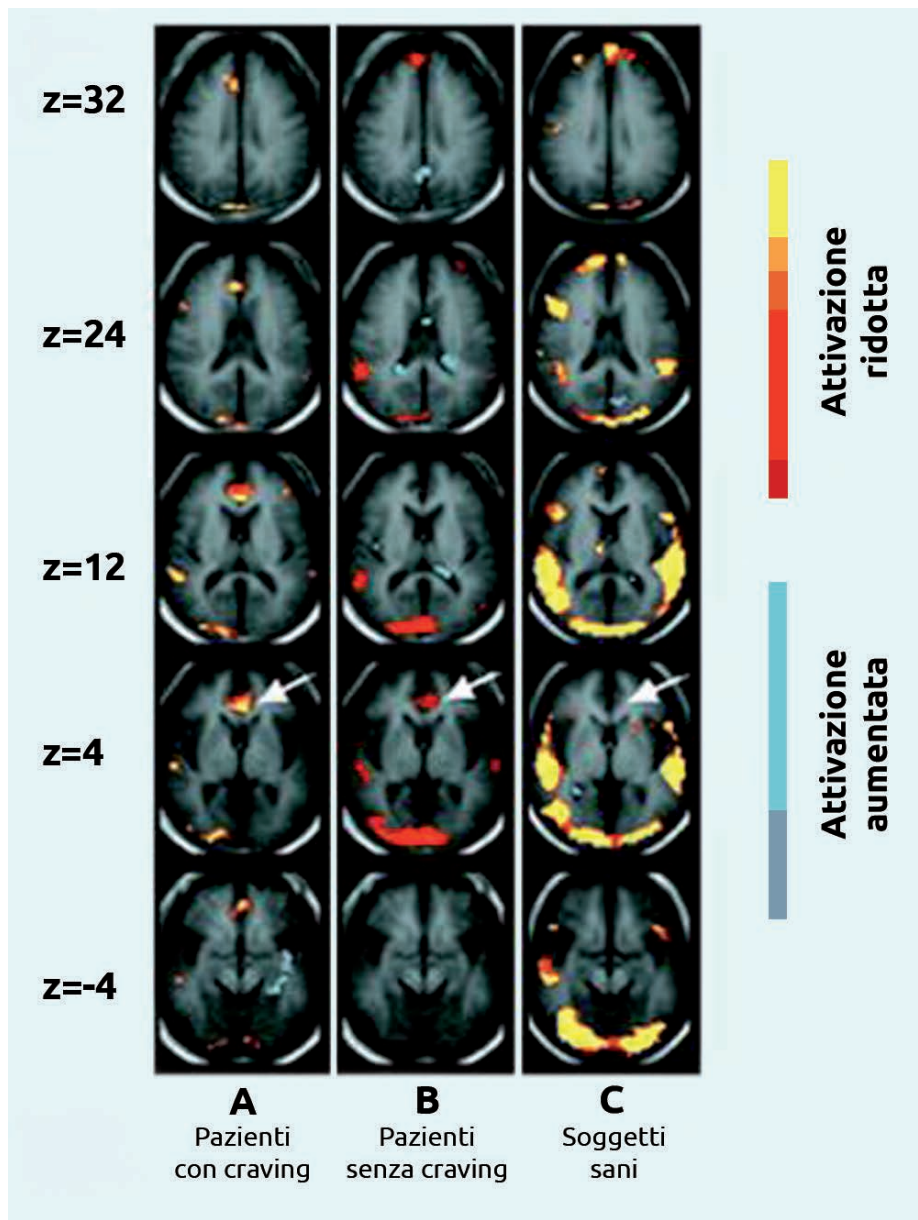 z=32
z=24
z=12
z=4
z=-4
Attivazione
ridotta
Attivazione
aumentata
A
Pazienti
con craving
B
Pazienti
senza craving
C
Soggetti
sani